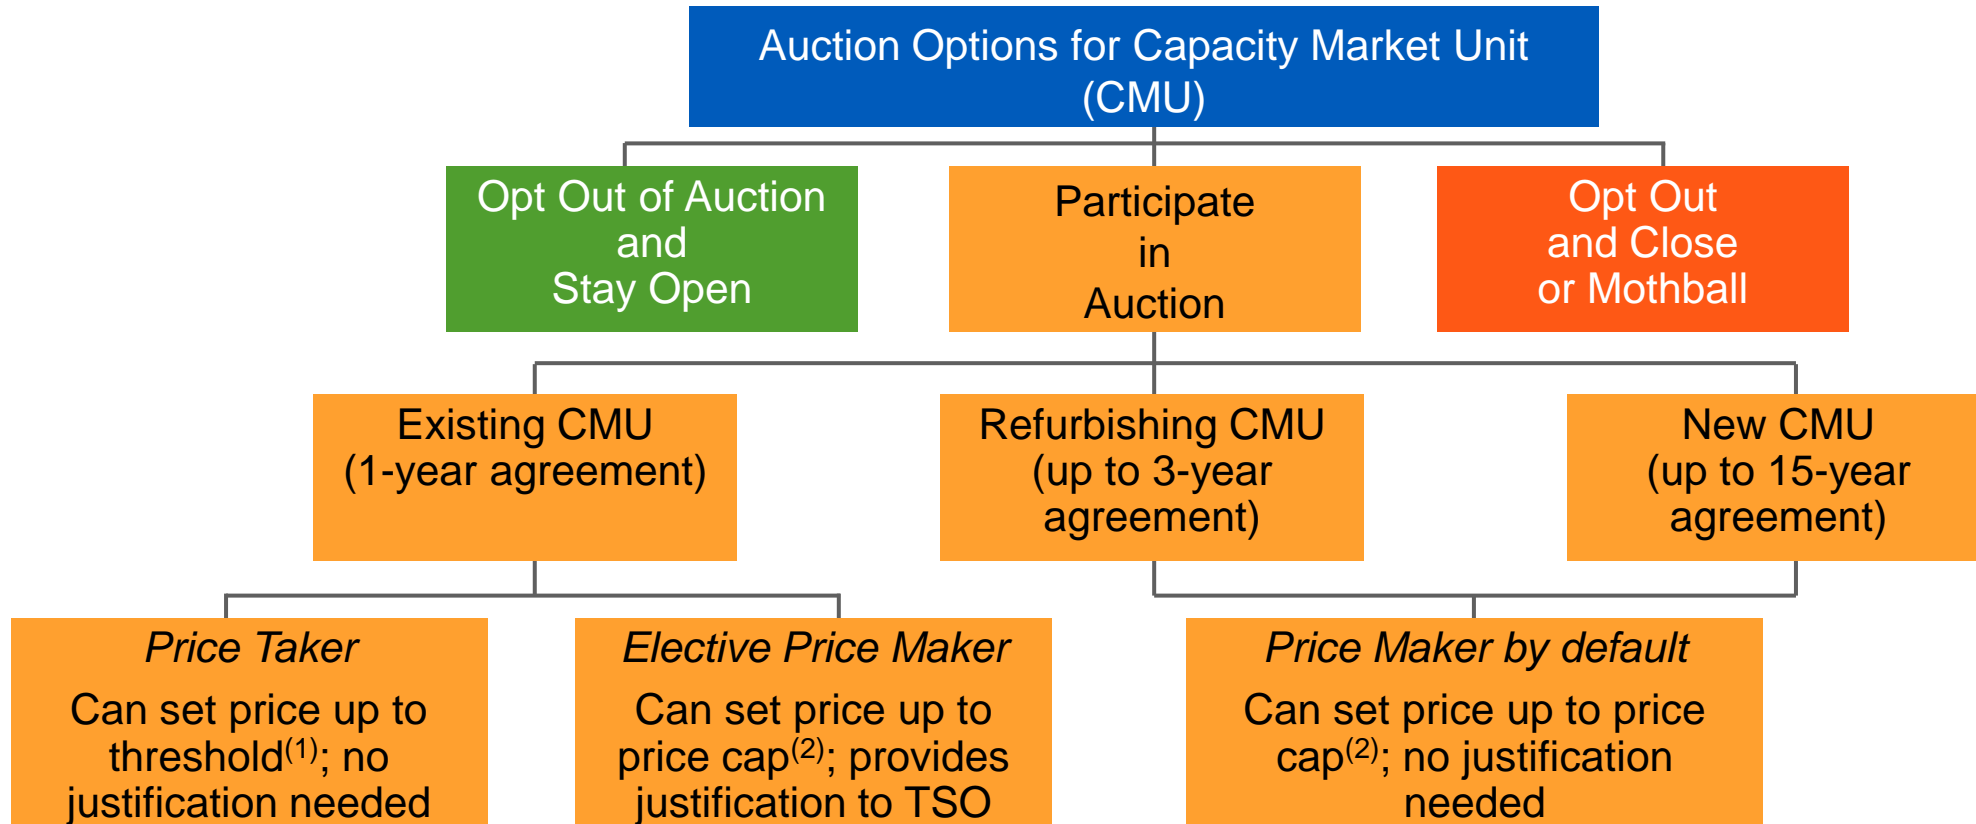 Auction Options for Capacity Market Unit
(CMU)
Opt Out of Auction
and
Stay Open
Participate
in
Auction
Opt Out
and Close
or Mothball
Existing CMU
(1-year agreement)
Refurbishing CMU
(up to 3-year
agreement)
New CMU
(up to 15-year
agreement)
Price Taker
Can set price up to
threshold(1); no
justification needed
Elective Price Maker
Can set price up to
price cap(2); provides
justification to TSO
Price Maker by default
Can set price up to price
cap(2); no justification
needed